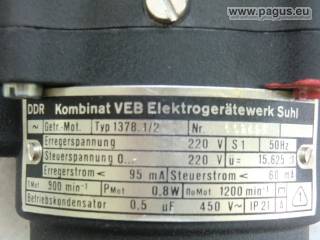 www.pagus.eu
DDR Kombinat VEB Elektrogerätewerk Suhl
~ Getr.-Mot. Typ 1378.1/2 Nr.
Erregerspannung 220 V S1 50Hz
Steuerspannung 0... 220 V ü= 15,625:1
Erregerstrom ≤ 95 mA Steuerstrom ≤ 60 mA
nMot 900 min⁻¹ PMot 0,8W n₀Mot 1200 min⁻¹
Betriebskondensator 0,5 µF 450 V~ IP21 A